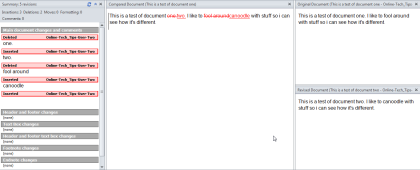 Summary: 5 revisions
Insertions: 2 Deletions: 2 Moves: 0 Formatting: 0
Comments: 0
Main document changes and comments
Deleted Online-Tech_Tips-User-Two
one
Inserted Online-Tech_Tips-User-Two
two
Deleted Online-Tech_Tips-User-Two
fool around
Inserted Online-Tech_Tips-User-Two
canoodle
Inserted Online-Tech_Tips-User-Two
Header and footer changes
(none)
Text Box changes
(none)
Header and footer text box changes
(none)
Footnote changes
(none)
Endnote changes
(none)
Compared Document (This is a test of document one)
This is a test of document one two. I like to fool around canoodle with stuff so i can
see how it's different.
Original Document (This is a test of document one - Online-Tech_Tips
This is a test of document one. I like to fool around
with stuff so i can see how it's different.
Revised Document (This is a test of document two - Online-Tech_Tips
This is a test of document two. I like to canoodle with
stuff so i can see how it's different.